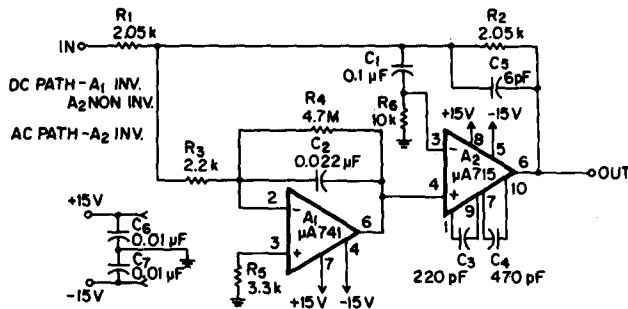 R1
2.05k
IN
R2
2.05k
C1
0.1 μF
C5
6pF
DC PATH-A1 INV.
A2 NON INV.
AC PATH-A2 INV.
R4
4.7M
R6
10k
C2
0.022μF
R3
2.2k
+15V
-15V
8
5
3
A2
μA715
6
OUT
4
10
1
9
7
2
A1
μA741
6
3
7
4
R5
3.3k
+15V
-15V
C3
220 pF
C4
470 pF
+15V
C6
0.01 μF
C7
0.01 μF
-15V